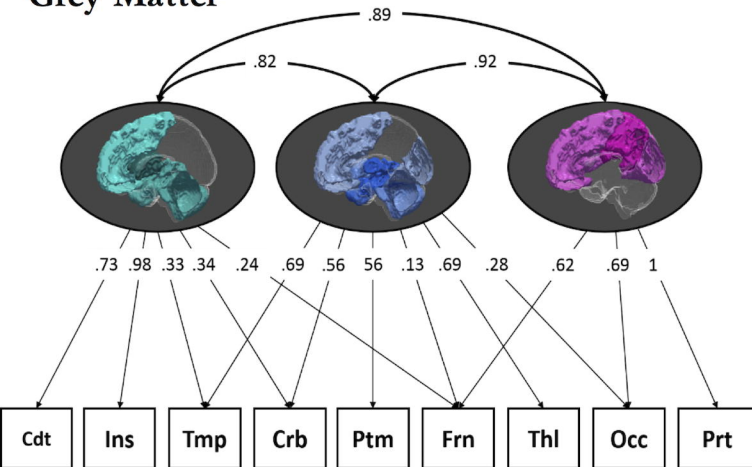 Grey Matter
.89
.82
.92
.73 .98 .33 .34 .24 .69 .56 56 .13 .69 .28 .62 .69 1
Cdt Ins Tmp Crb Ptm Frn Thl Occ Prt